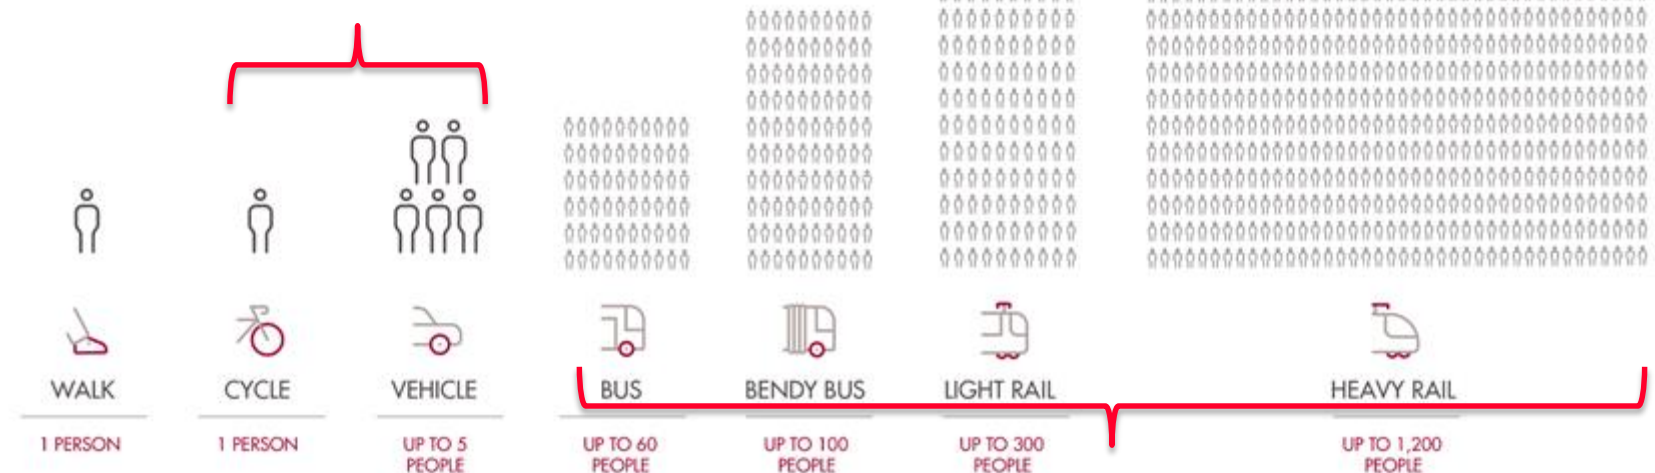 WALK
CYCLE
VEHICLE
BUS
BENDY BUS
LIGHT RAIL
HEAVY RAIL
1 PERSON
1 PERSON
UP TO 5
PEOPLE
UP TO 60
PEOPLE
UP TO 100
PEOPLE
UP TO 300
PEOPLE
UP TO 1,200
PEOPLE